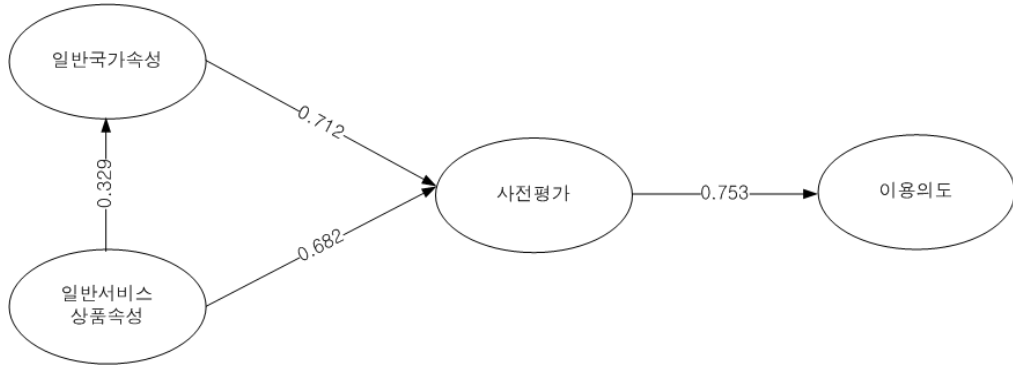 일반국가속성
0.712
0.329
사전평가
0.753
이용의도
0.682
일반서비스
상품속성